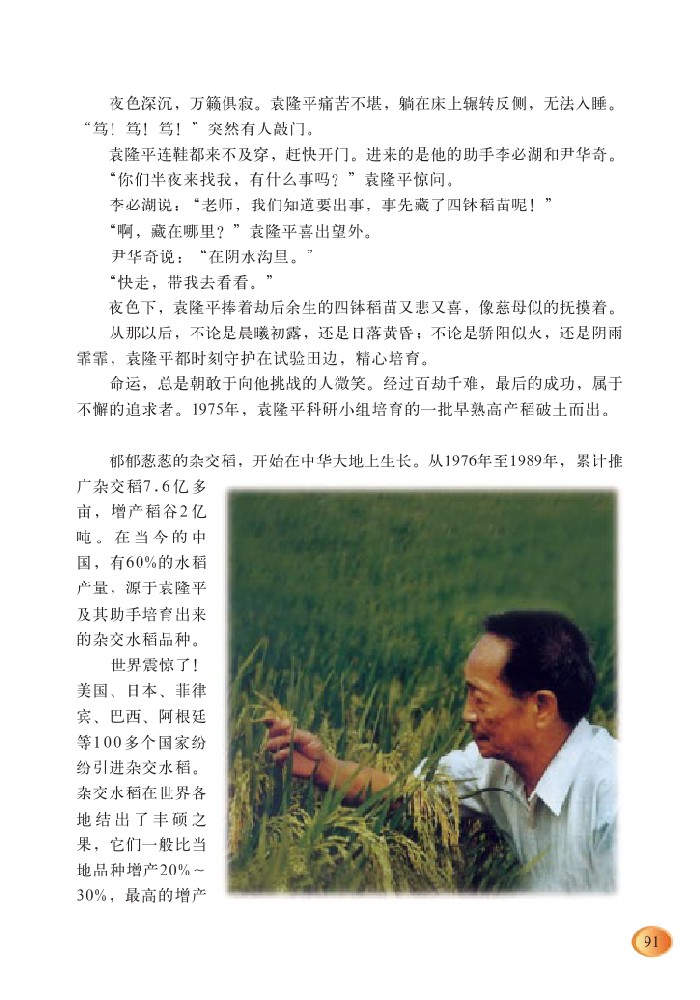 夜色深沉，万籁俱寂。袁隆平痛苦不堪，躺在床上辗转反侧，无法入睡。
“笃！笃！笃！”突然有人敲门。
袁隆平连鞋都来不及穿，赶快开门。进来的是他的助手李必湖和尹华奇。
“你们半夜来找我，有什么事吗？”袁隆平惊问。
李必湖说：“老师，我们知道要出事，事先藏了四钵稻苗呢！”
“啊，藏在哪里？”袁隆平喜出望外。
尹华奇说：“在阴水沟旦。”
“快走，带我去看看。”
夜色下，袁隆平捧着劫后余生的四钵稻苗又悲又喜，像慈母似的抚摸着。
从那以后，不论是晨曦初露，还是日落黄昏；不论是骄阳似火，还是阴雨
霏霏，袁隆平都时刻守护在试验田边，精心培育。
命运，总是朝敢于向他挑战的人微笑。经过百劫千难，最后的成功，属于
不懈的追求者。1975年，袁隆平科研小组培育的一批早熟高产稻破土而出。
郁郁葱葱的杂交稻，开始在中华大地上生长。从1976年至1989年，累计推
广杂交稻7.6亿多
亩，增产稻谷2亿
吨。在当今的中
国，有60%的水稻
产量，源于袁隆平
及其助手培育出来
的杂交水稻品种。
世界震惊了！
美国、日本、菲律
宾、巴西、阿根廷
等100多个国家纷
纷引进杂交水稻。
杂交水稻在世界各
地结出了丰硕之
果，它们一般比当
地品种增产20%～
30%，最高的增产
91